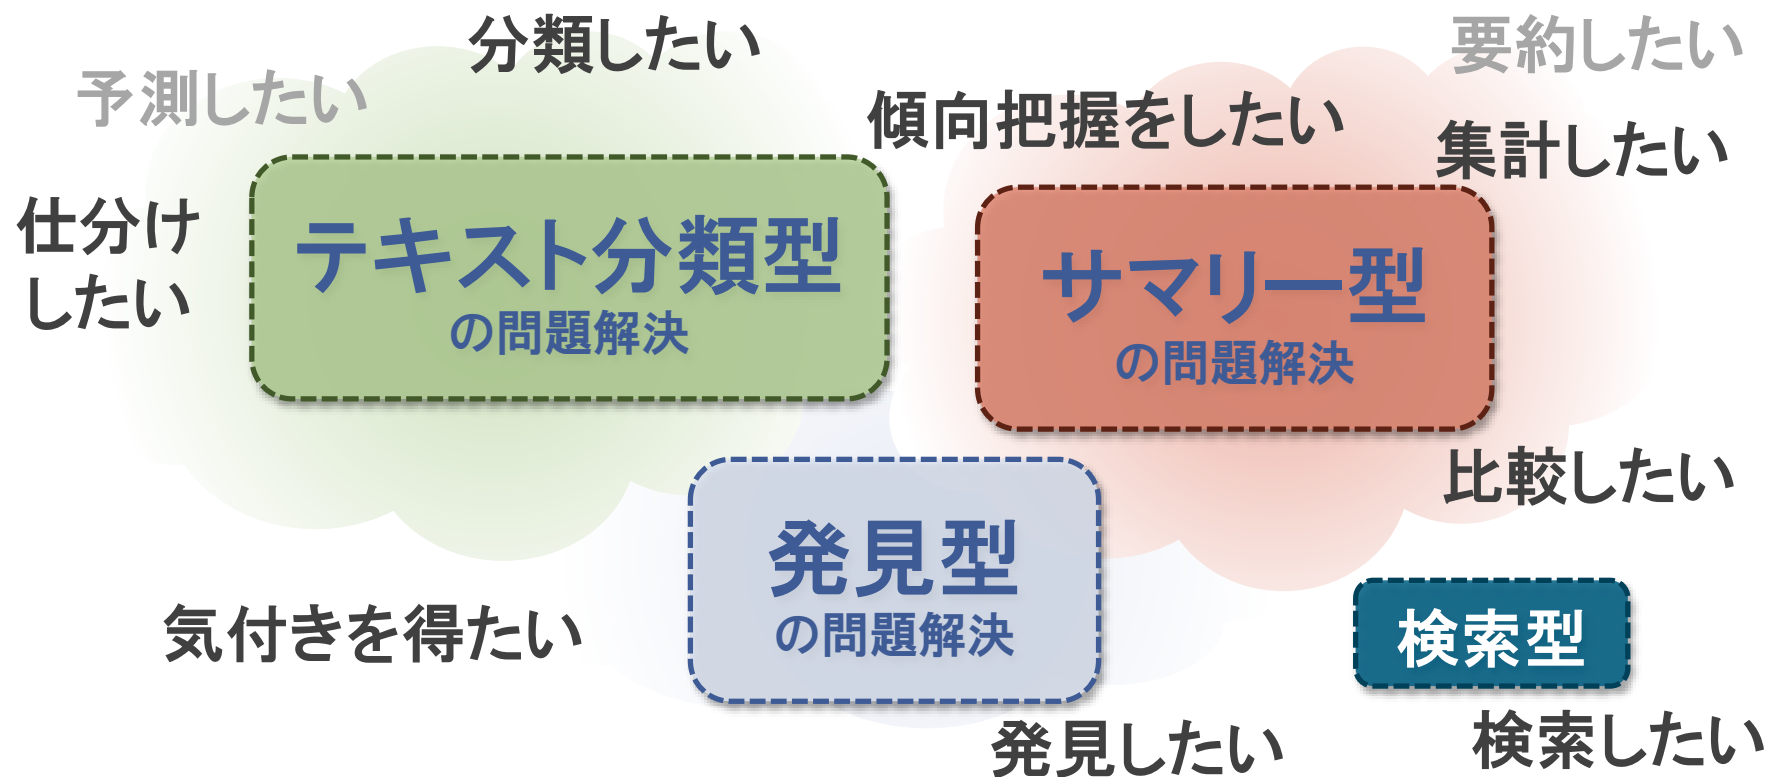 分類したい
予測したい
仕分け
したい
テキスト分類型
の問題解決
要約したい
傾向把握をしたい
集計したい
サマリー型
の問題解決
比較したい
発見型
の問題解決
気付きを得たい
発見したい
検索型
検索したい